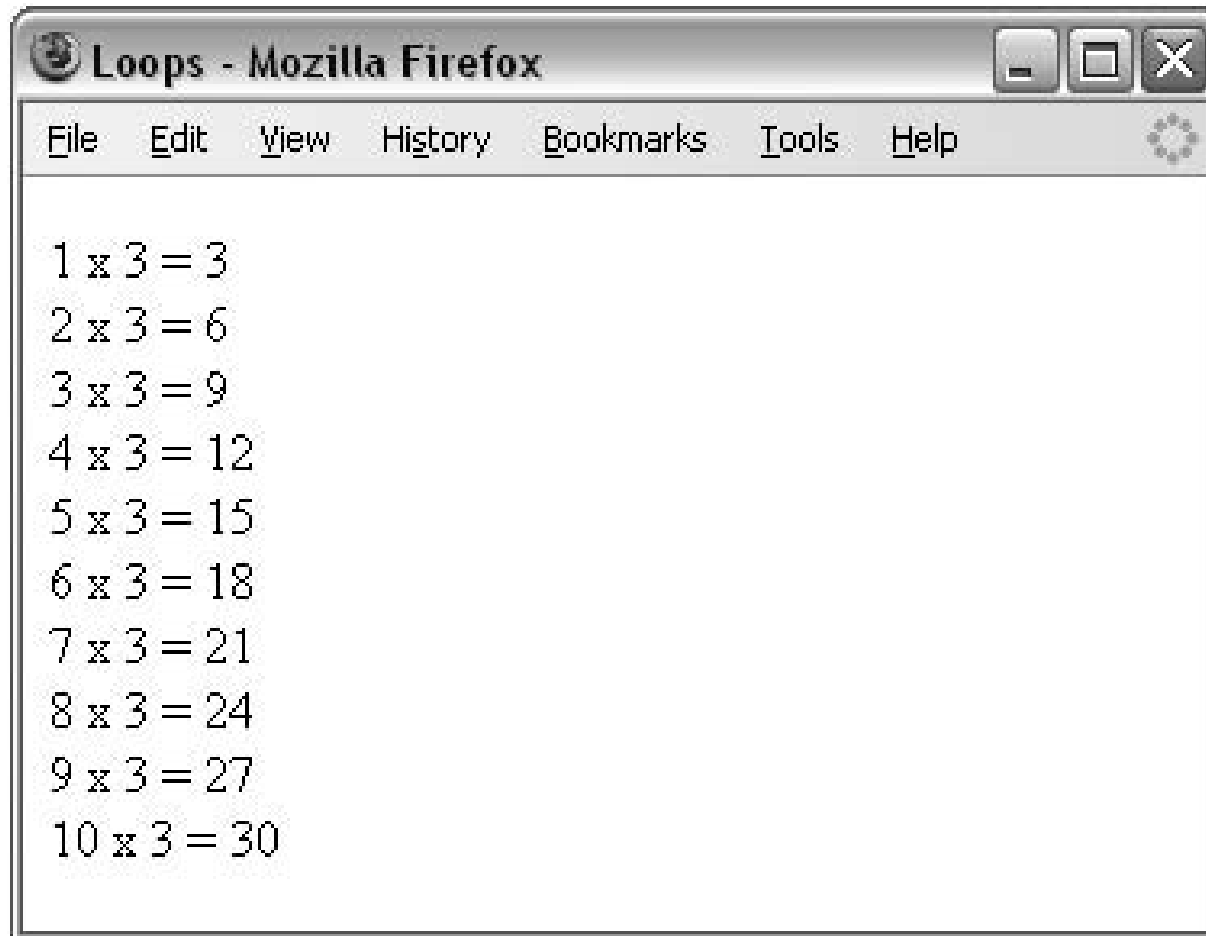 Loops - Mozilla Firefox
File Edit View History Bookmarks Tools Help
1 x 3 = 3
2 x 3 = 6
3 x 3 = 9
4 x 3 = 12
5 x 3 = 15
6 x 3 = 18
7 x 3 = 21
8 x 3 = 24
9 x 3 = 27
10 x 3 = 30